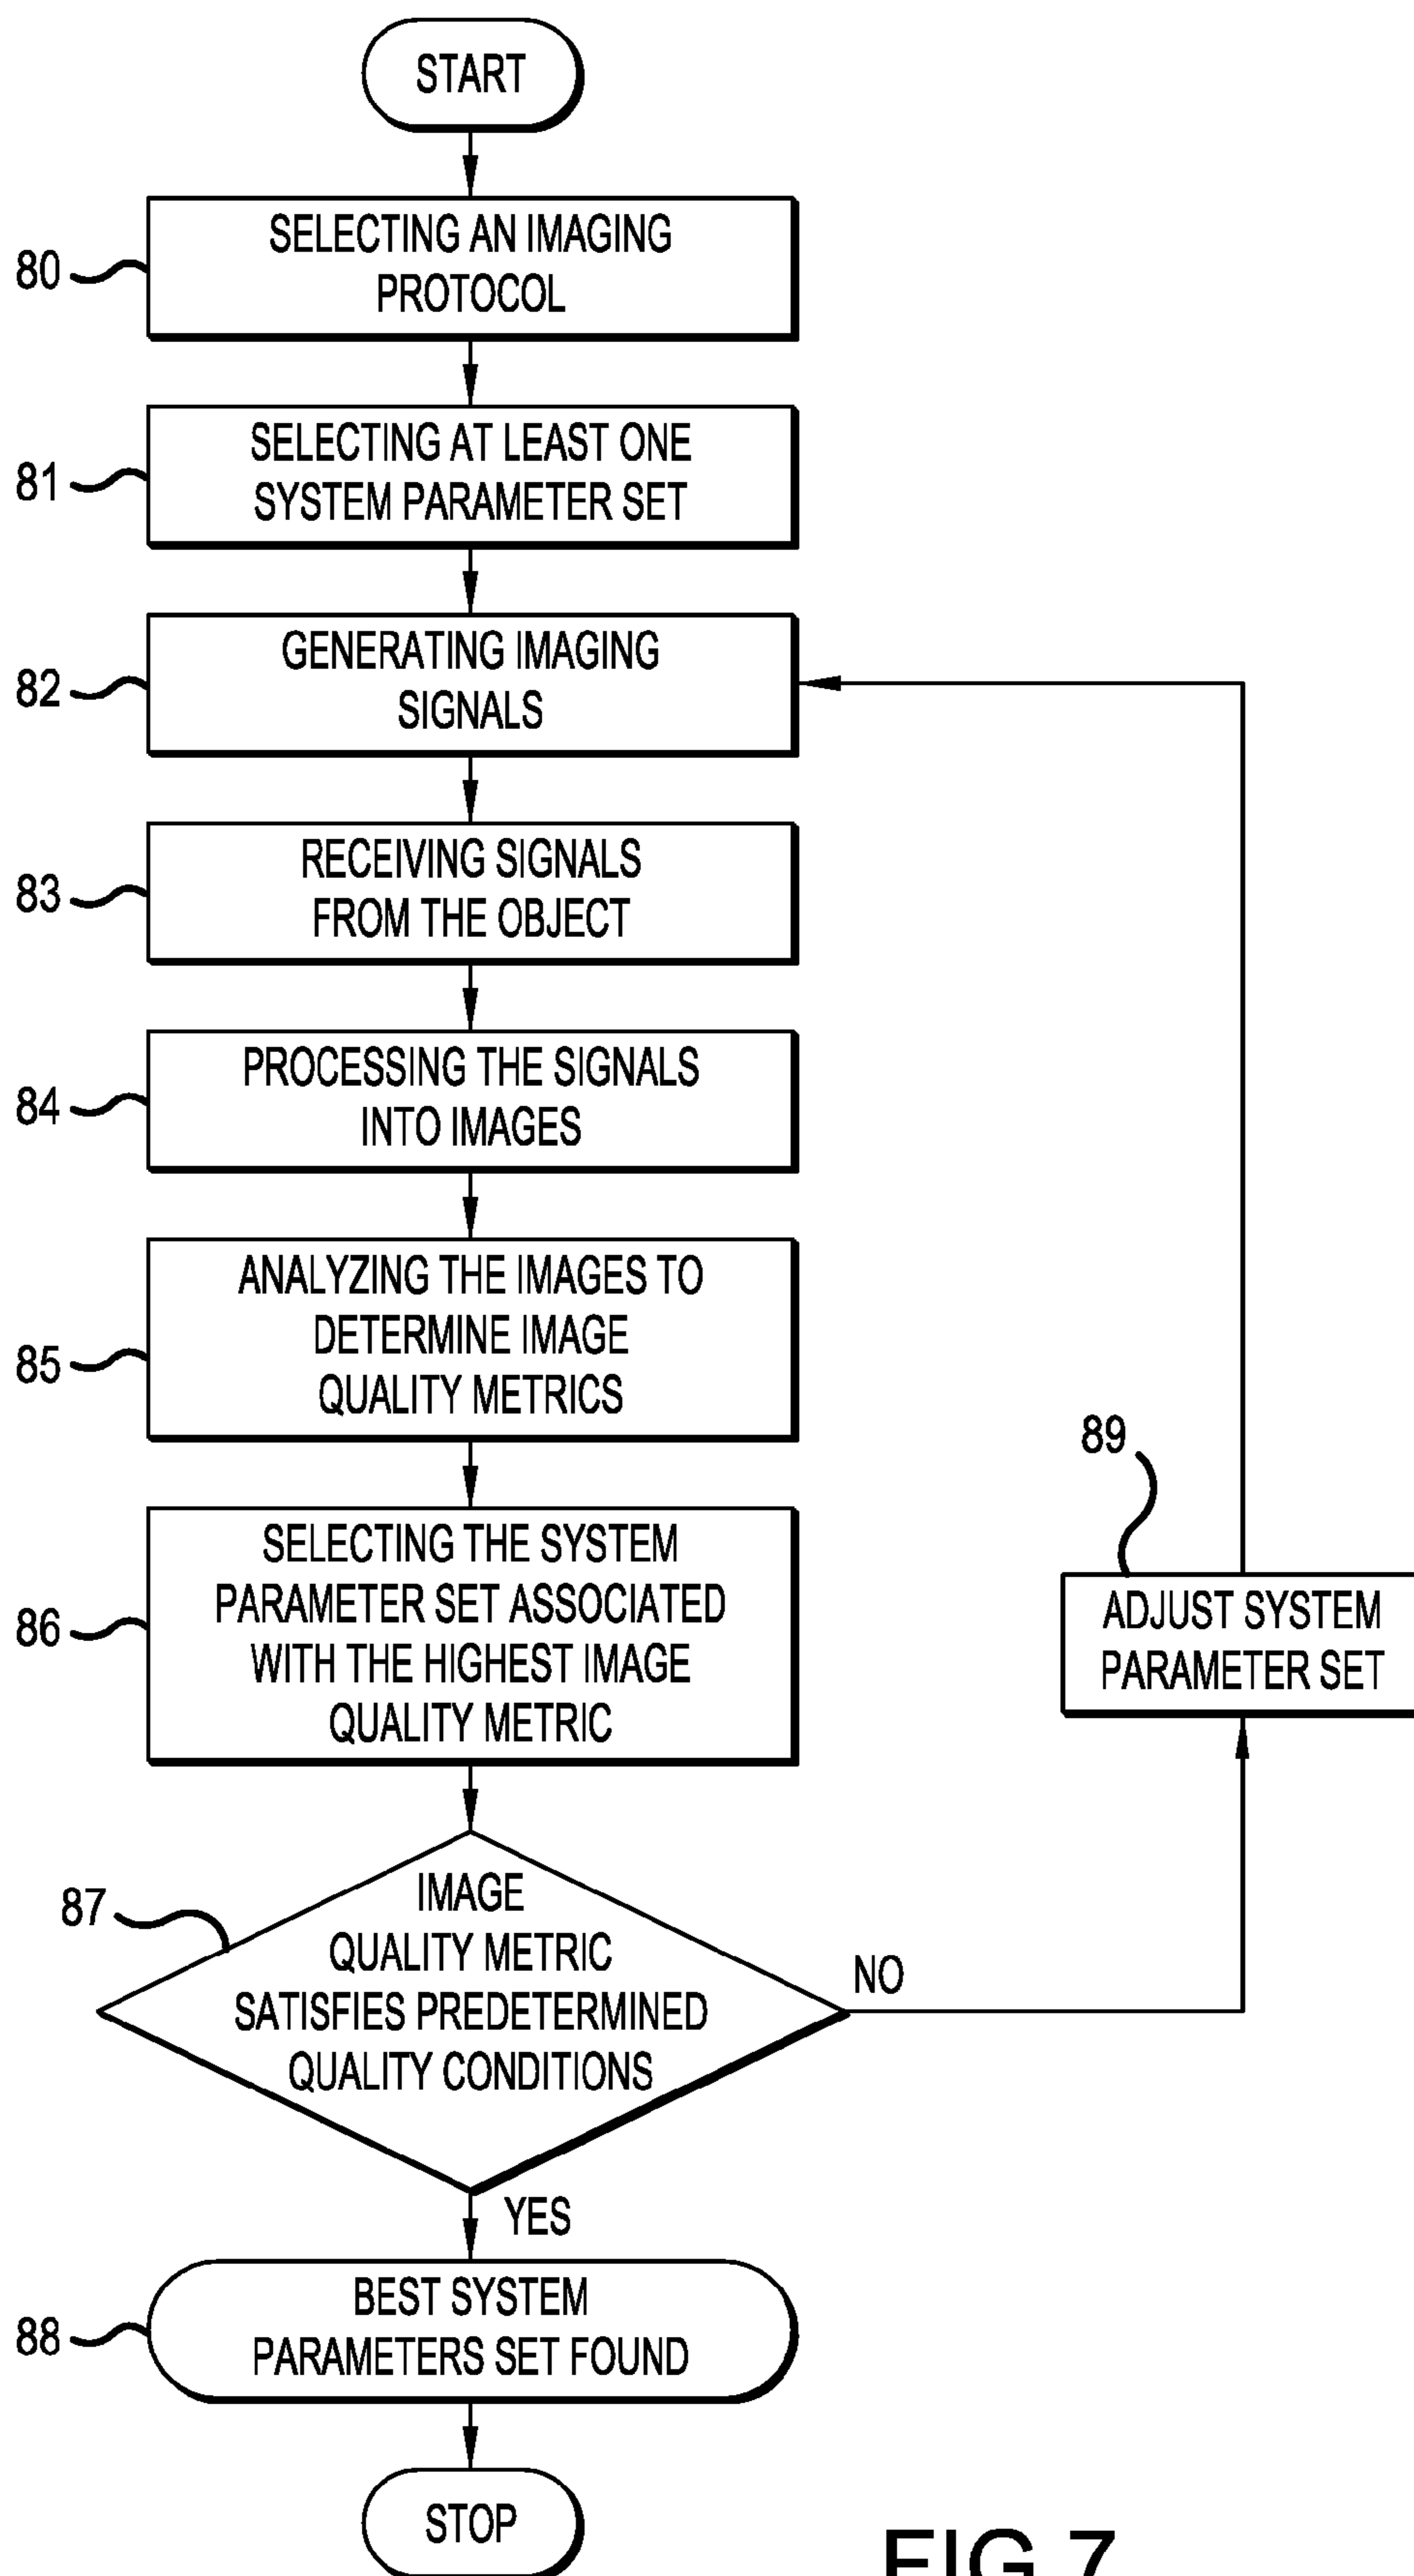 START
80
SELECTING AN IMAGING
PROTOCOL
81
SELECTING AT LEAST ONE
SYSTEM PARAMETER SET
82
GENERATING IMAGING
SIGNALS
83
RECEIVING SIGNALS
FROM THE OBJECT
84
PROCESSING THE SIGNALS
INTO IMAGES
85
ANALYZING THE IMAGES TO
DETERMINE IMAGE
QUALITY METRICS
86
SELECTING THE SYSTEM
PARAMETER SET ASSOCIATED
WITH THE HIGHEST IMAGE
QUALITY METRIC
89
ADJUST SYSTEM
PARAMETER SET
87
IMAGE
QUALITY METRIC
SATISFIES PREDETERMINED
QUALITY CONDITIONS
NO
YES
88
BEST SYSTEM
PARAMETERS SET FOUND
STOP
FIG 7